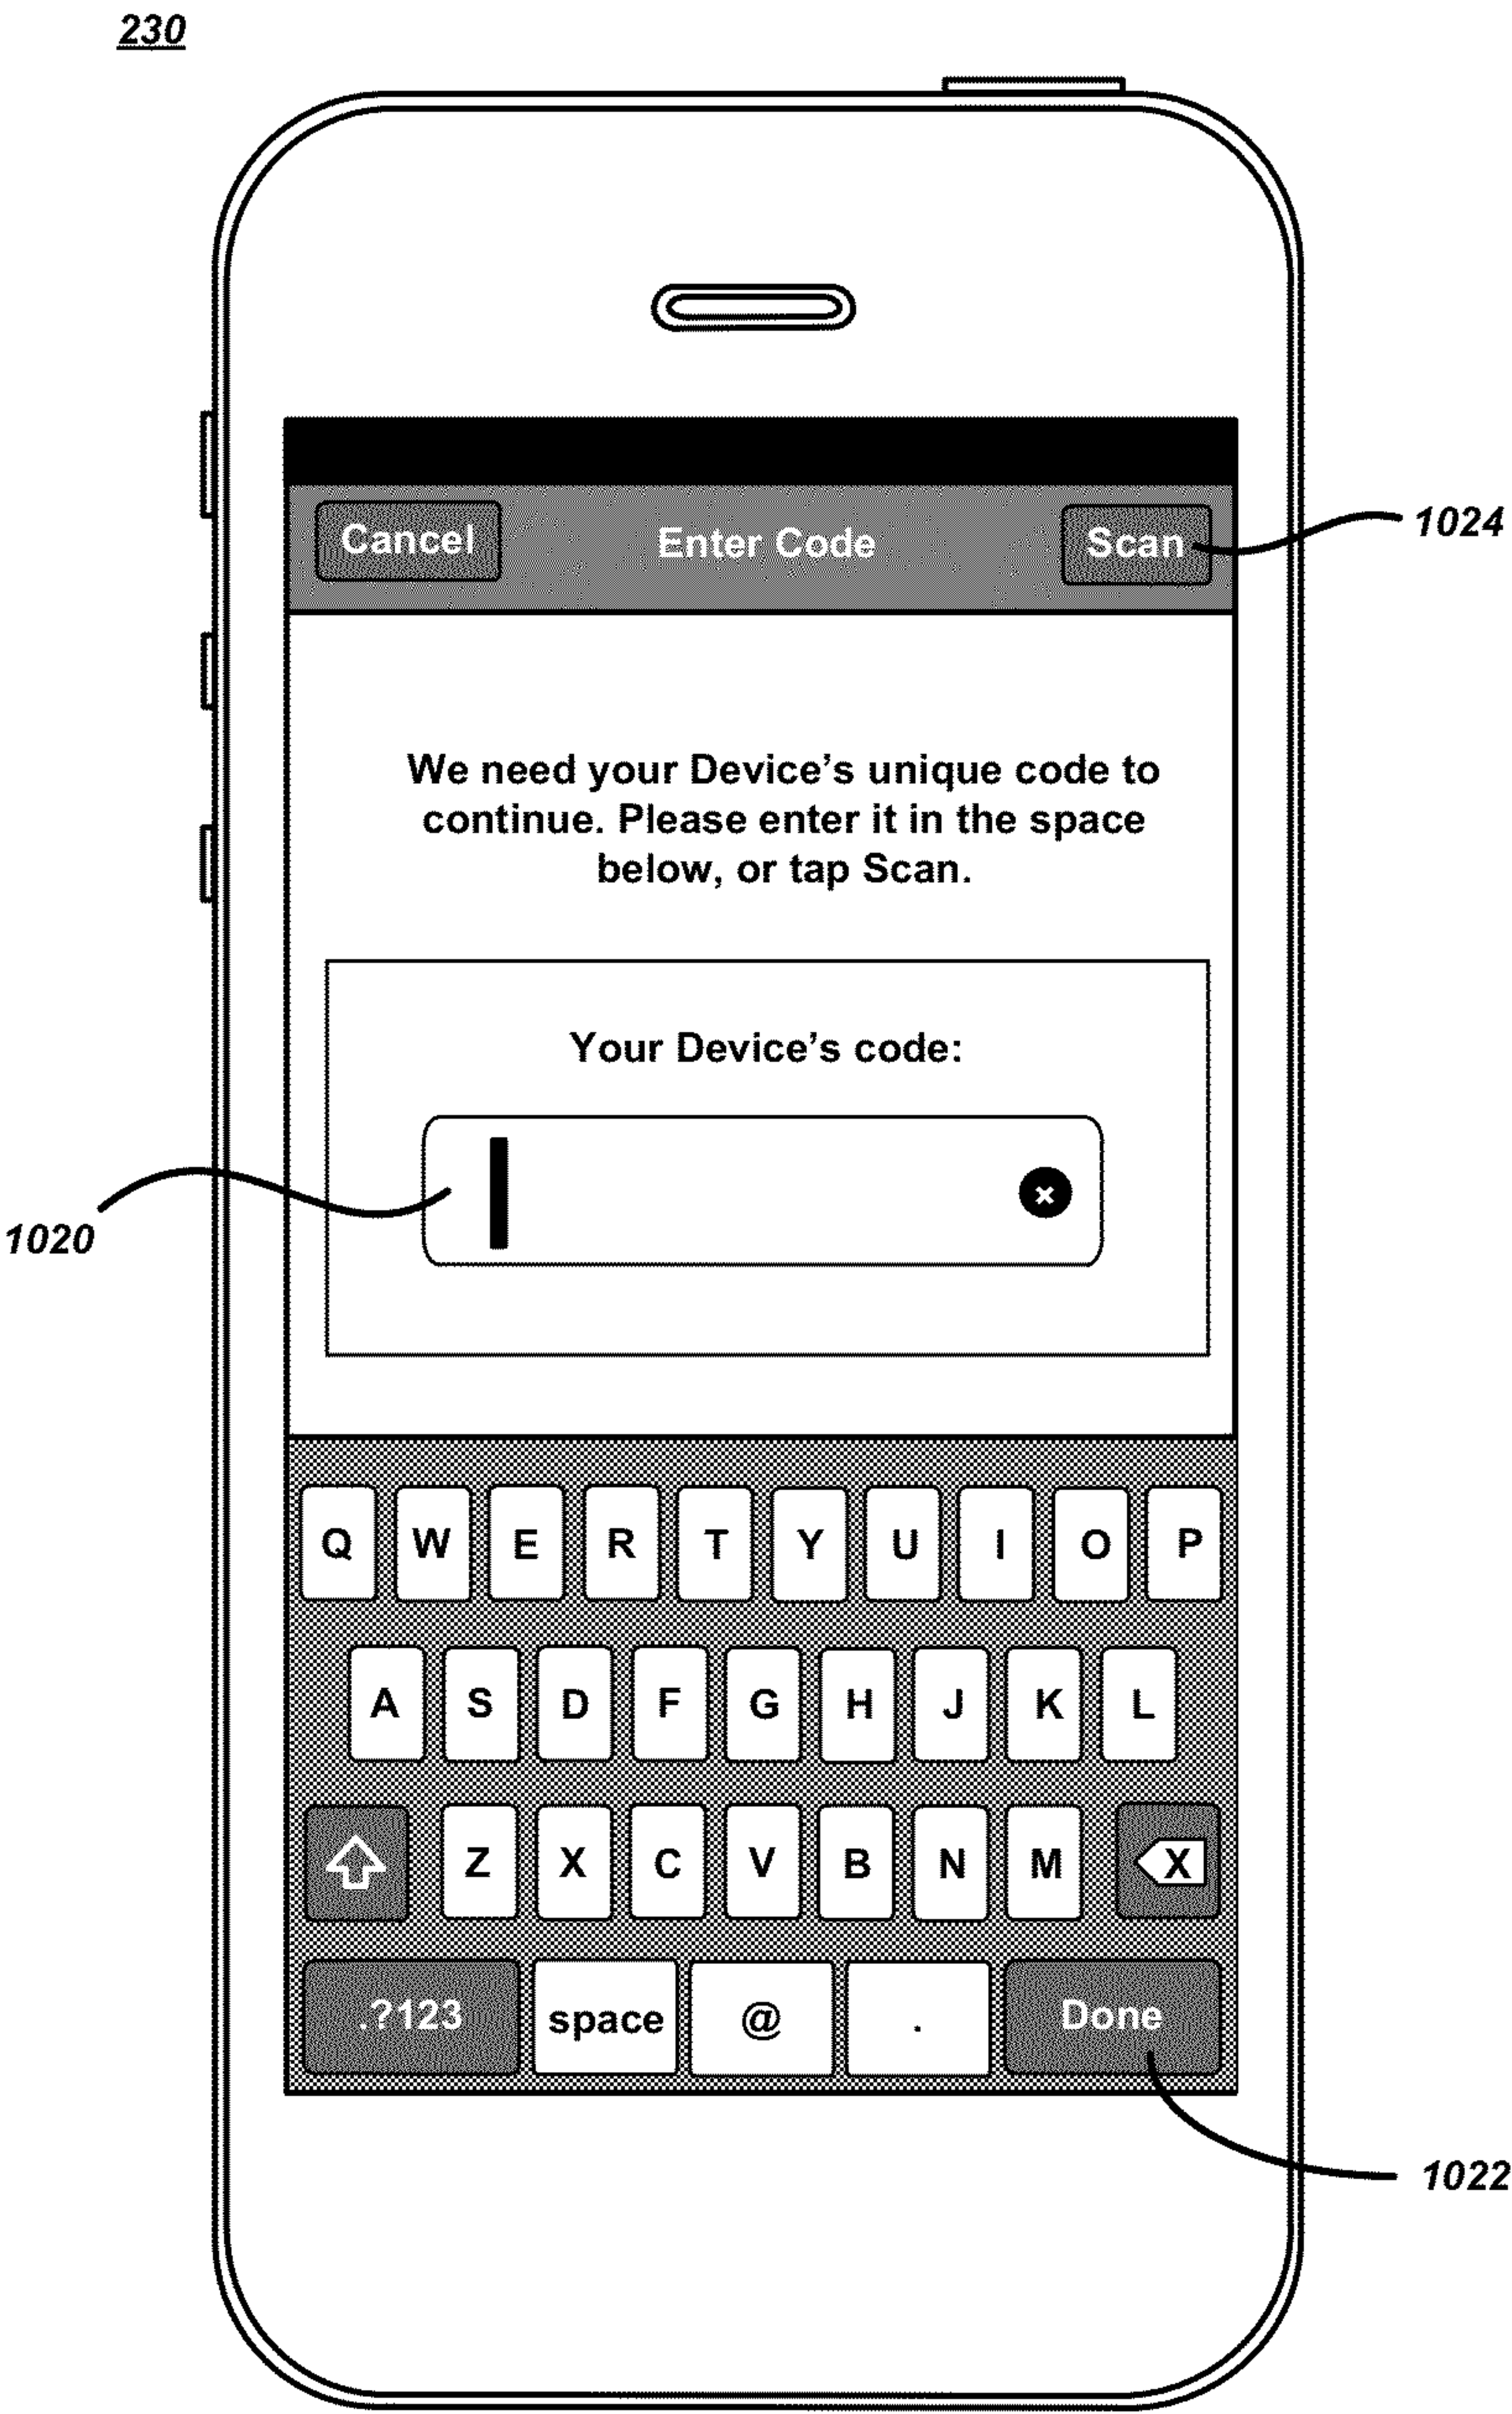 230
Cancel Enter Code Scan
1024
We need your Device's unique code to
continue. Please enter it in the space
below, or tap Scan.
Your Device's code:
x
1020
Q W E R T Y U I O P
A S D F G H J K L
Z X C V B N M X
.?123 space @ . Done
1022